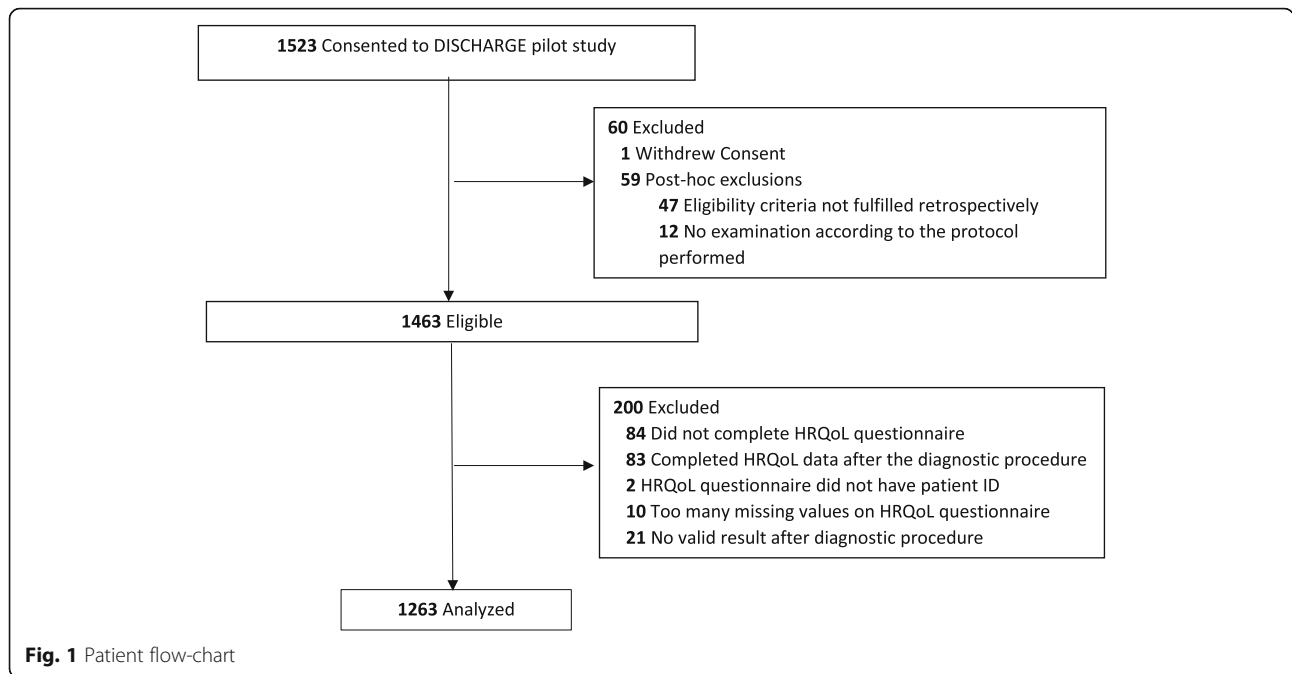 1523 Consented to DISCHARGE pilot study
60 Excluded
1 Withdrew Consent
59 Post-hoc exclusions
47 Eligibility criteria not fulfilled retrospectively
12 No examination according to the protocol
performed
1463 Eligible
200 Excluded
84 Did not complete HRQoL questionnaire
83 Completed HRQoL data after the diagnostic procedure
2 HRQoL questionnaire did not have patient ID
10 Too many missing values on HRQoL questionnaire
21 No valid result after diagnostic procedure
1263 Analyzed
Fig. 1 Patient flow-chart